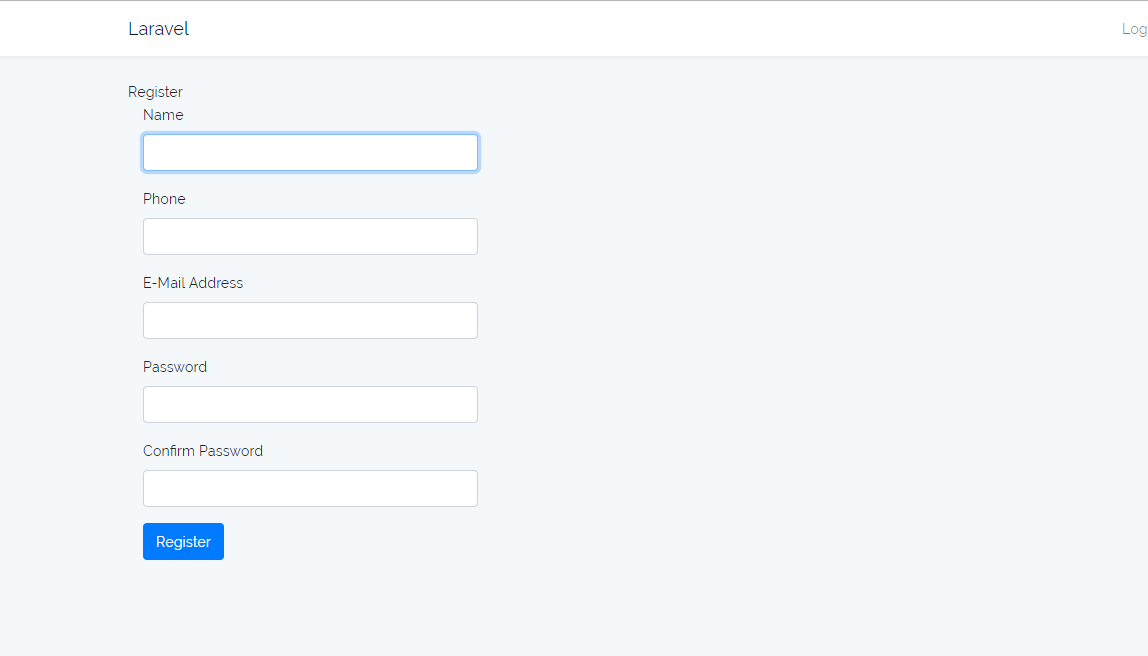 Laravel
Log
Register
Name
Phone
E-Mail Address
Password
Confirm Password
Register